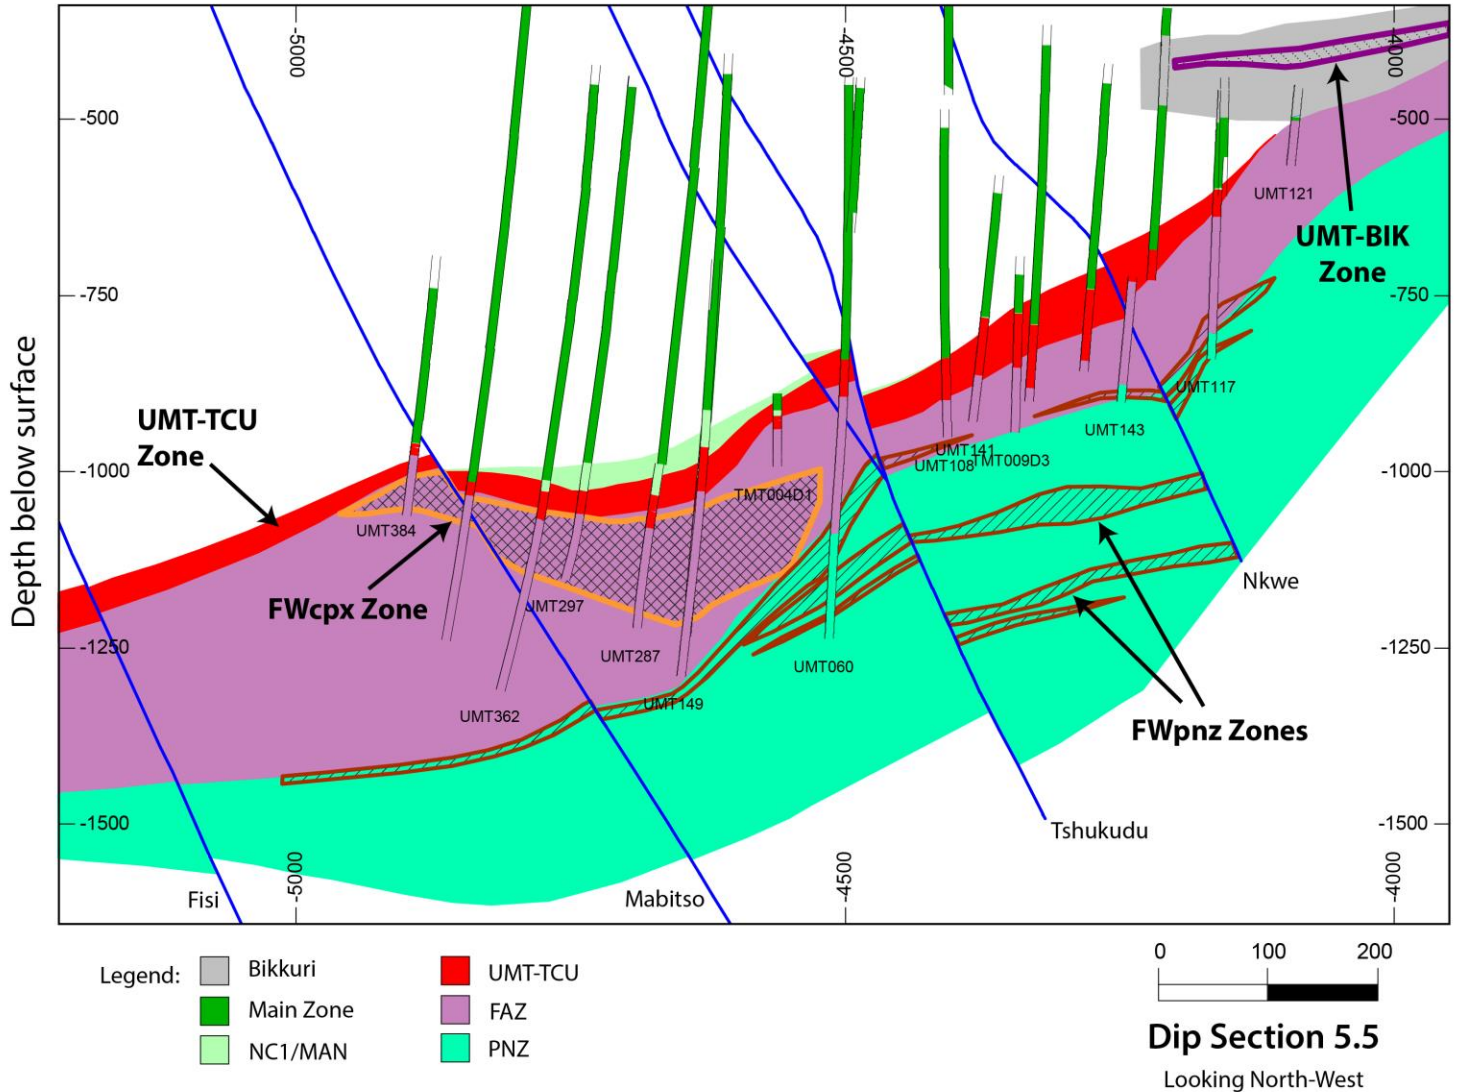 -5000
-4500
-4000
-500
-500
UMT121
UMT-BIK
Zone
-750
-750
Depth below surface
UMT117
UMT-TCU
Zone
UMT143
UMT141
UMT108
TMT009D3
-1000
-1000
TMT004D1
UMT384
Nkwe
FWcpx Zone
UMT297
-1250
-1250
UMT287
UMT060
UMT149
UMT362
FWpnz Zones
-1500
-1500
Tshukudu
-5000
-4500
-4000
Fisi
Mabitso
Legend:
Bikkuri
UMT-TCU
Main Zone
FAZ
NC1/MAN
PNZ
0 100 200
Dip Section 5.5
Looking North-West